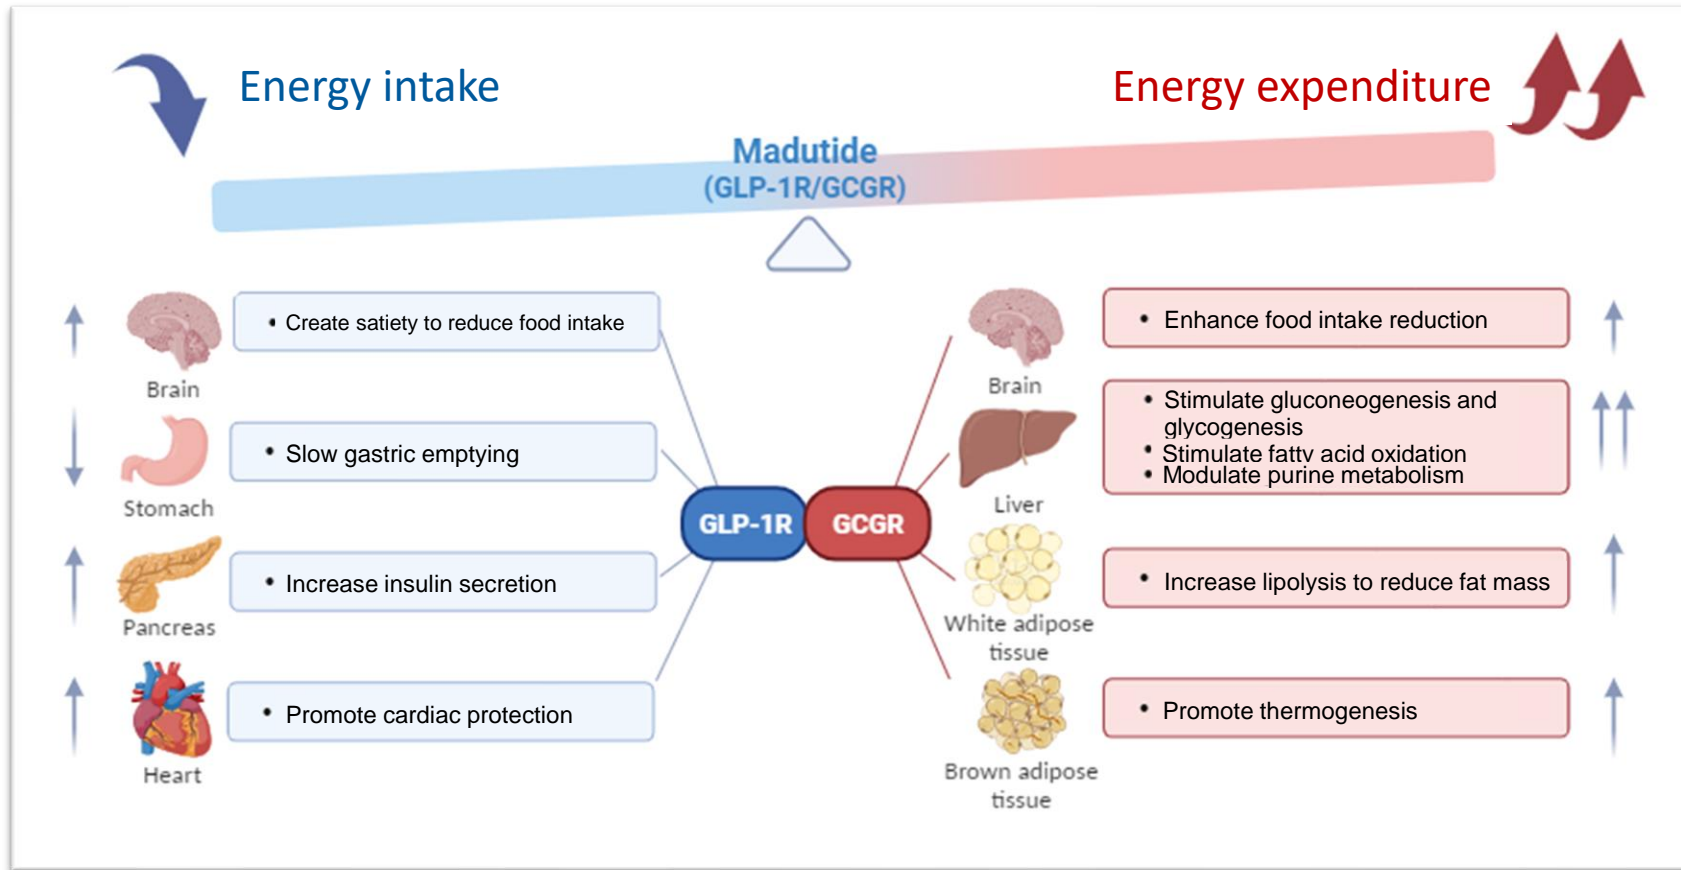 Energy intake
Energy expenditure
Madutide
(GLP-1R/GCGR)
Brain
• Create satiety to reduce food intake
Stomach
• Slow gastric emptying
Pancreas
• Increase insulin secretion
Heart
• Promote cardiac protection
GLP-1R
GCGR
Brain
• Enhance food intake reduction
Liver
• Stimulate gluconeogenesis and
glycogenesis
• Stimulate fatty acid oxidation
• Modulate purine metabolism
White adipose
tissue
• Increase lipolysis to reduce fat mass
Brown adipose
tissue
• Promote thermogenesis